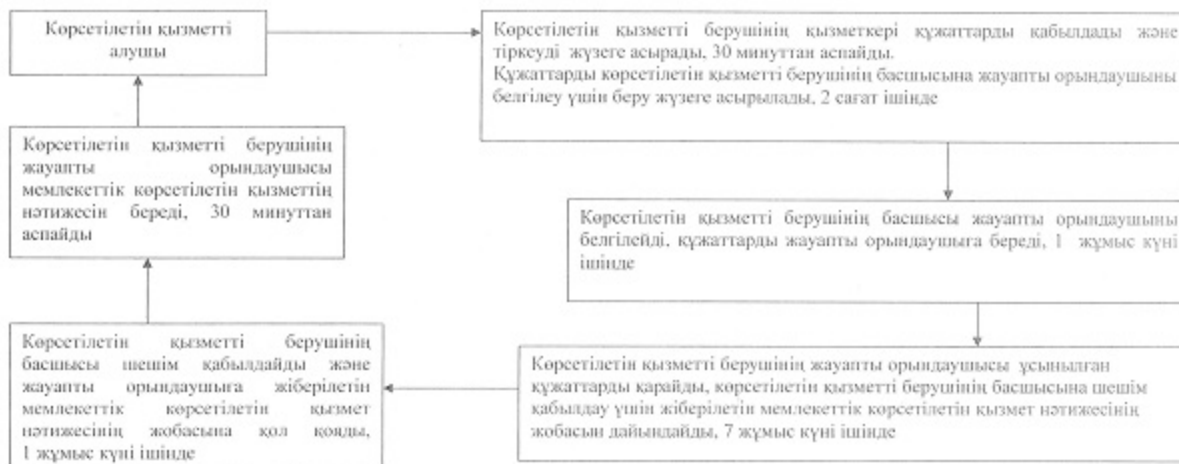 Көрсетілетін қызметті
алушы
Көрсетілетін қызметті берушінің қызметкері құжаттарды қабылдады және
тіркеуді жүзеге асырады, 30 минуттан аспайды.
Құжаттарды көрсетілетін қызметті берушінің басшысына жауапты орындаушыны
белгілеу үшін беру жүзеге асырылады, 2 сағат ішінде
Көрсетілетін қызметті берушінің басшысы жауапты орындаушыны
белгілейді, құжаттарды жауапты орындаушыға береді, 1 жұмыс күні
ішінде
Көрсетілетін қызметті берушінің жауапты орындаушысы ұсынылған
құжаттарды қарайды, көрсетілетін қызметті берушінің басшысына шешім
қабылдау үшін жіберілетін мемлекеттік көрсетілетін қызмет нәтижесінің
жобасын дайындайды, 7 жұмыс күні ішінде
Көрсетілетін қызметті берушінің
басшысы шешім қабылдайды және
жауапты орындаушыға жіберілетін
мемлекеттік көрсетілетін қызмет
нәтижесінің жобасына қол қояды,
1 жұмыс күні ішінде
Көрсетілетін қызметті берушінің
жауапты орындаушысы
мемлекеттік көрсетілетін қызметтің
нәтижесін береді, 30 минуттан
аспайды